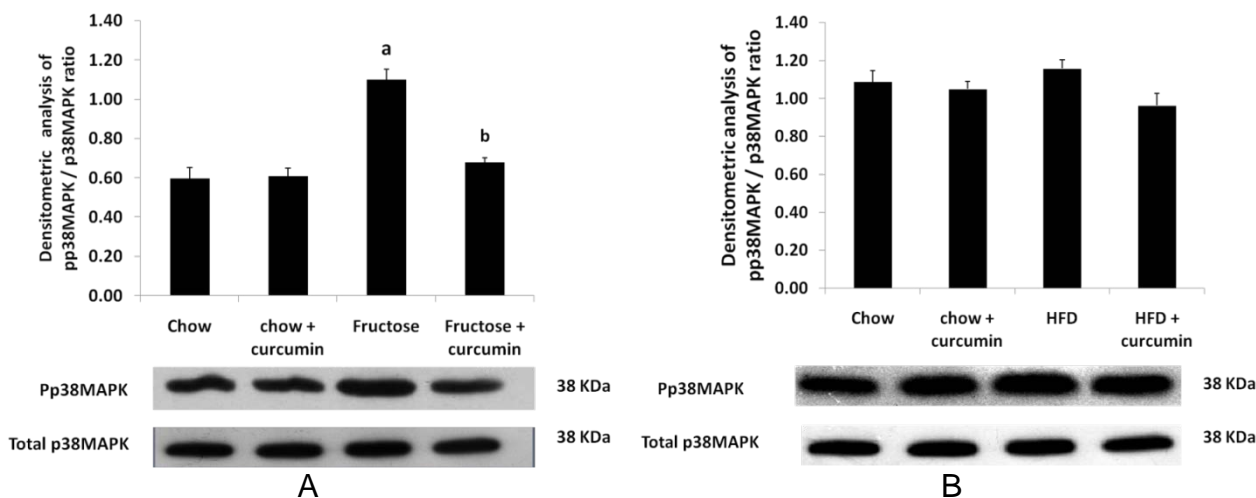 Densitometric analysis of
pp38MAPK / p38MAPK ratio
1.40
1.20
1.00
0.80
0.60
0.40
0.20
0.00
a
b
Chow
chow +
curcumin
Fructose
Fructose +
curcumin
Pp38MAPK
38 KDa
Total p38MAPK
38 KDa
A
Densitometric analysis of
pp38MAPK / p38MAPK ratio
1.40
1.20
1.00
0.80
0.60
0.40
0.20
0.00
Chow
chow +
curcumin
HFD
HFD +
curcumin
Pp38MAPK
38 KDa
Total p38MAPK
38 KDa
B